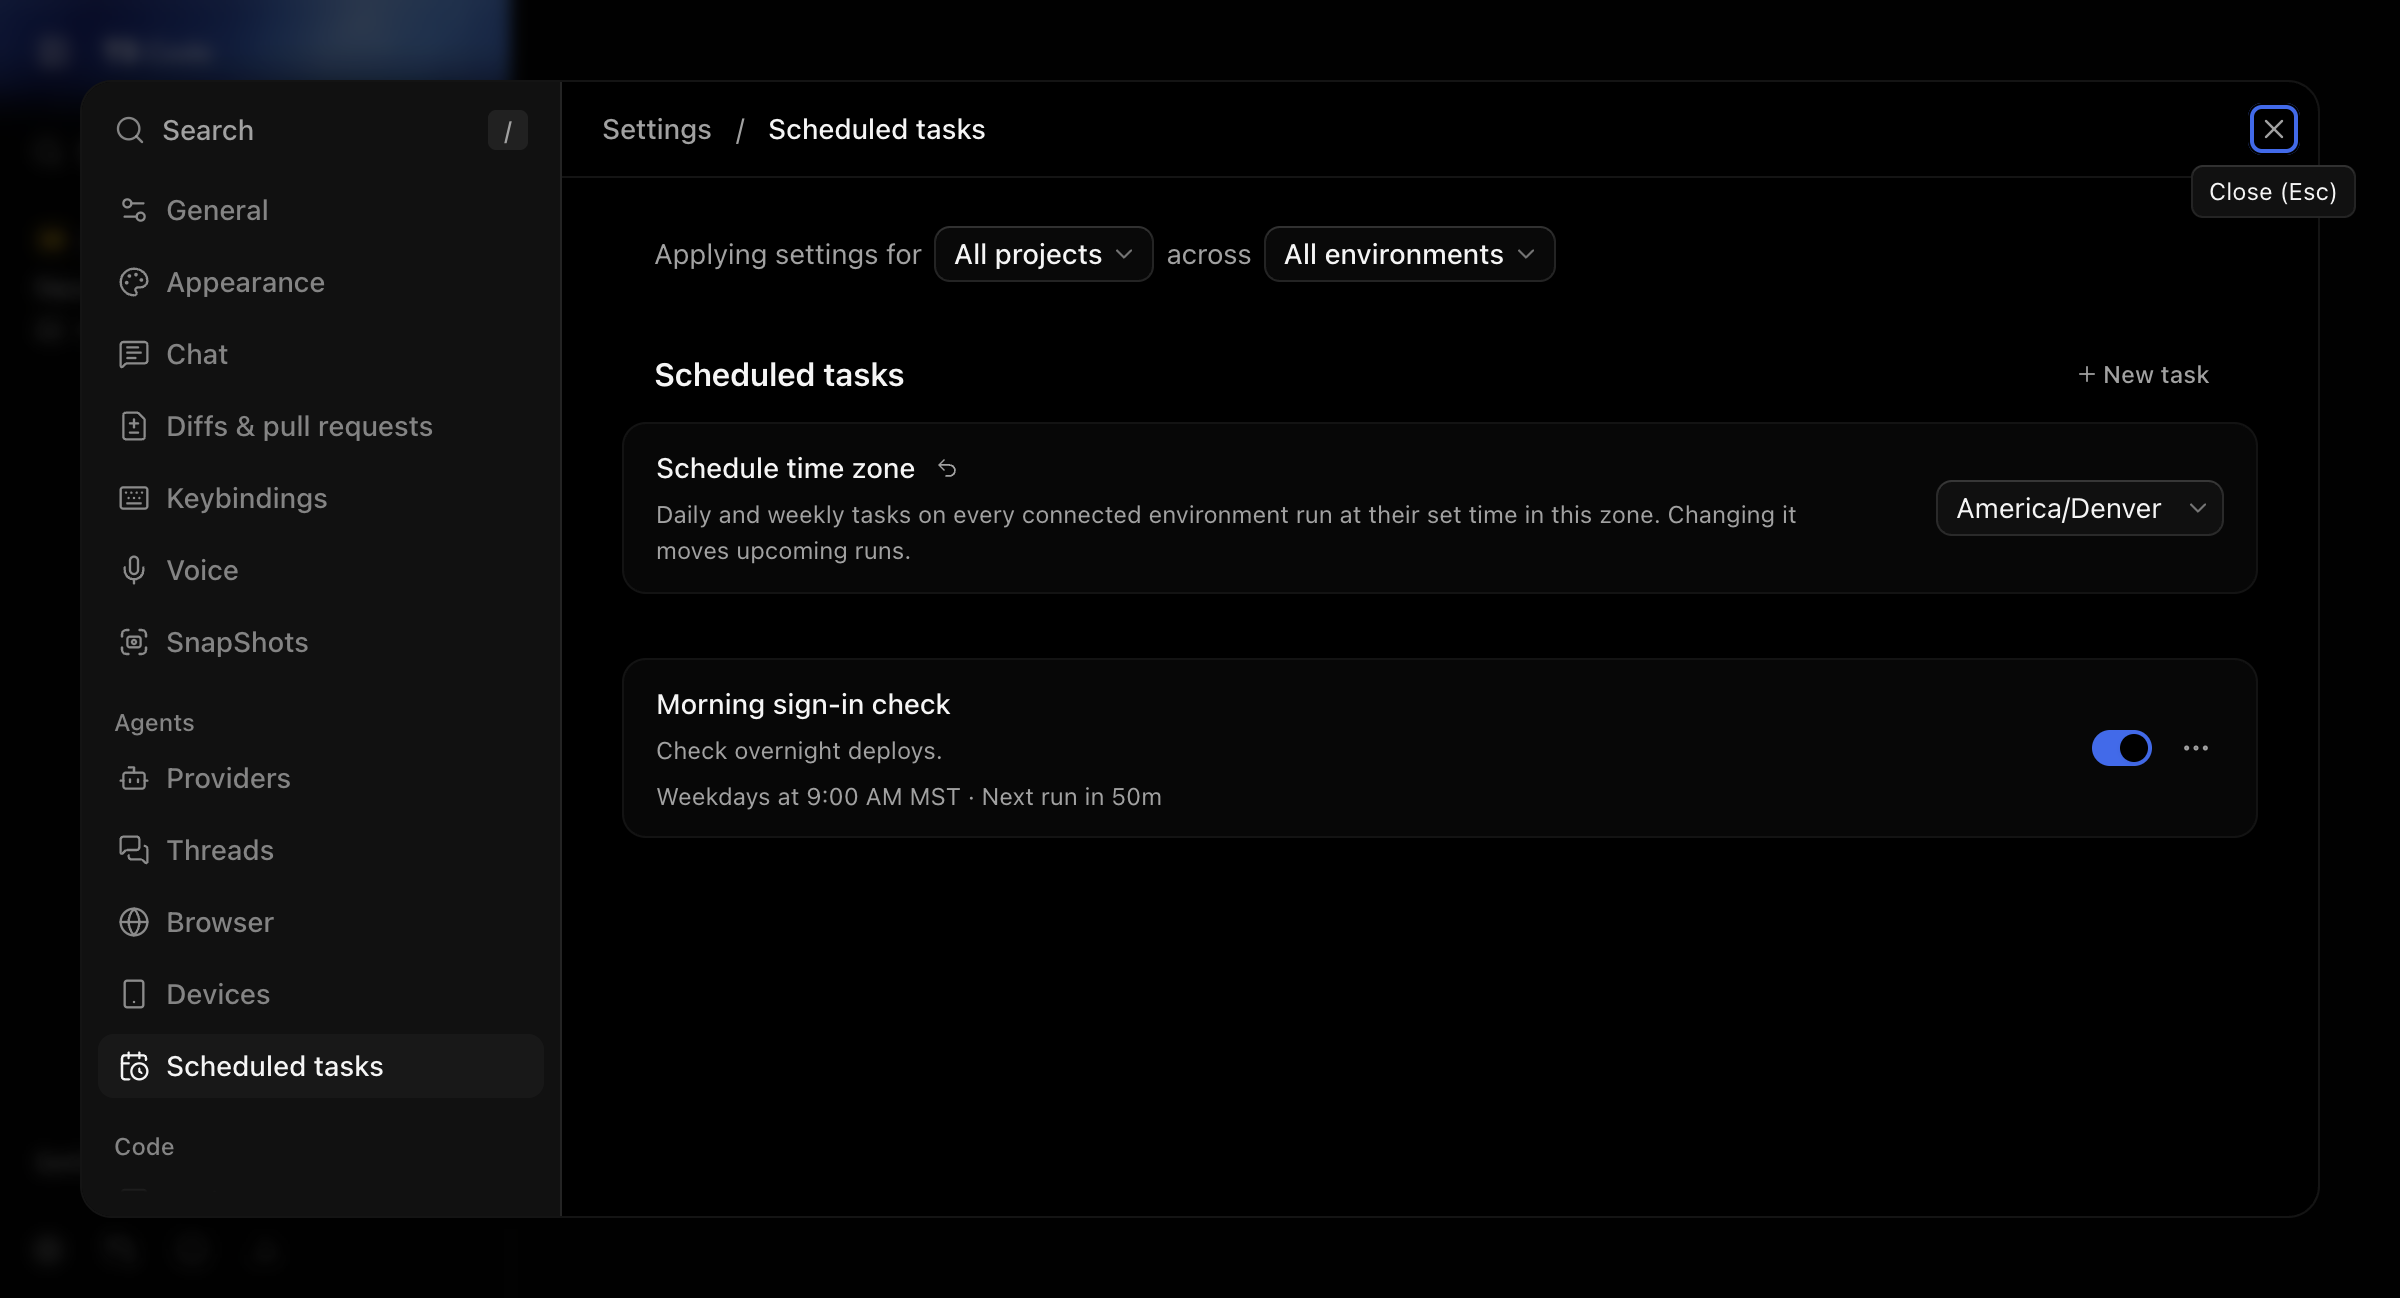 Search
/
General
Appearance
Chat
Diffs & pull requests
Keybindings
Voice
SnapShots
Agents
Providers
Threads
Browser
Devices
Scheduled tasks
Code
Settings / Scheduled tasks
Close (Esc)
Applying settings for All projects across All environments
Scheduled tasks
+ New task
Schedule time zone
Daily and weekly tasks on every connected environment run at their set time in this zone. Changing it
moves upcoming runs.
America/Denver
Morning sign-in check
Check overnight deploys.
Weekdays at 9:00 AM MST · Next run in 50m